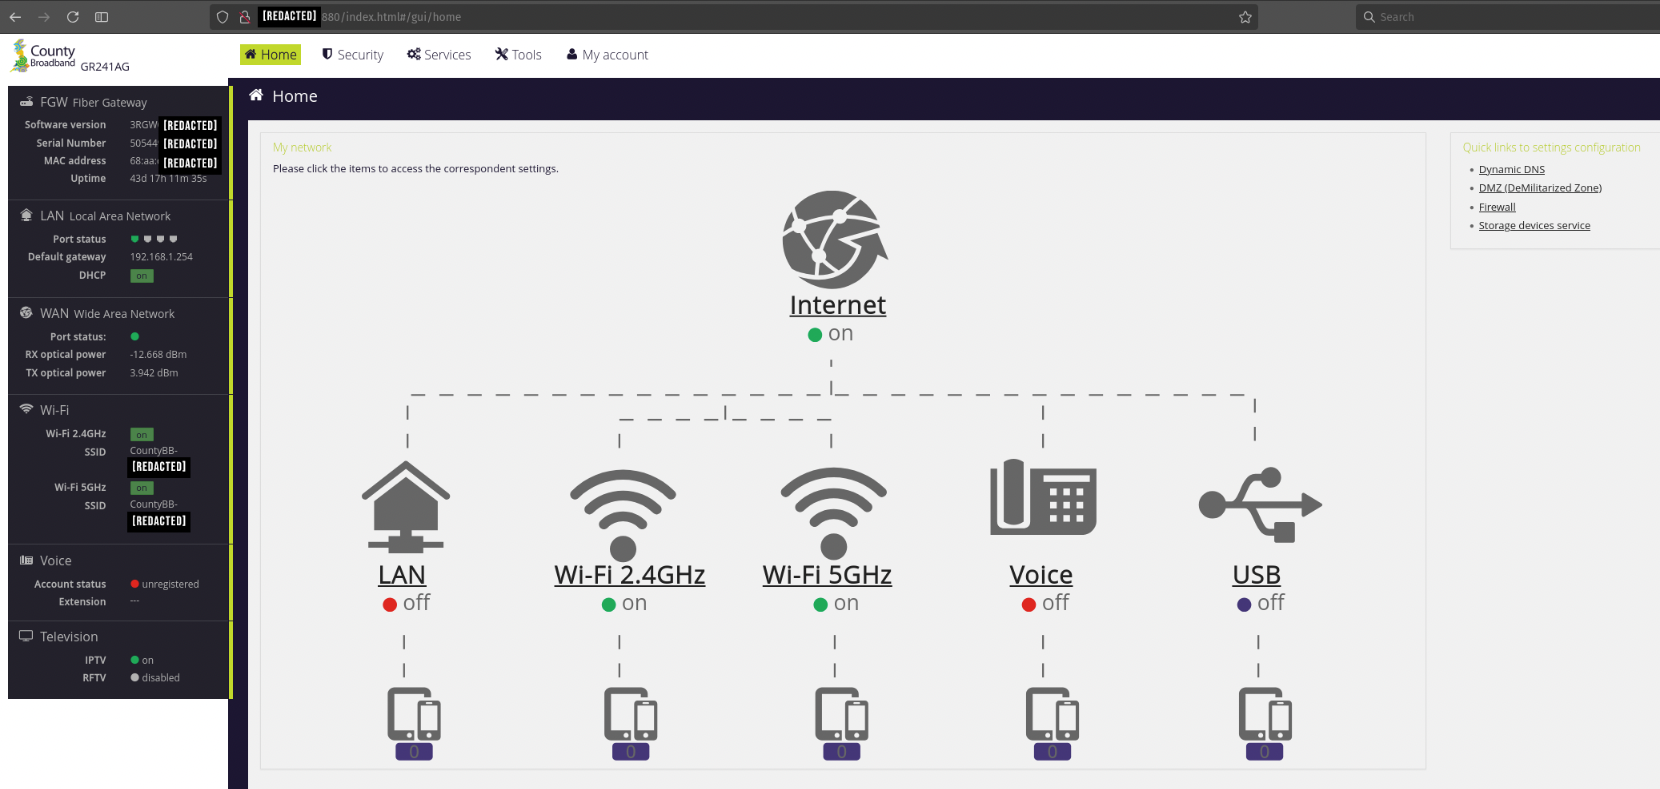 [REDACTED] 880/index.html#/gui/home
Search
County Broadband GR241AG
Home Security Services Tools My account
FGW Fiber Gateway
Software version 3RGW [REDACTED]
Serial Number 5054 [REDACTED]
MAC address 68:aa: [REDACTED]
Uptime 43d 17h 11m 35s
LAN Local Area Network
Port status
Default gateway 192.168.1.254
DHCP on
WAN Wide Area Network
Port status:
RX optical power -12.668 dBm
TX optical power 3.942 dBm
Wi-Fi
Wi-Fi 2.4GHz on
SSID CountyBB-
[REDACTED]
Wi-Fi 5GHz on
SSID CountyBB-
[REDACTED]
Voice
Account status unregistered
Extension ---
Television
IPTV on
RFTV disabled
Home
My network
Please click the items to access the correspondent settings.
Internet
on
LAN Wi-Fi 2.4GHz Wi-Fi 5GHz Voice USB
off on on off off
0 0 0 0 0
Quick links to settings configuration
• Dynamic DNS
• DMZ (DeMilitarized Zone)
• Firewall
• Storage devices service